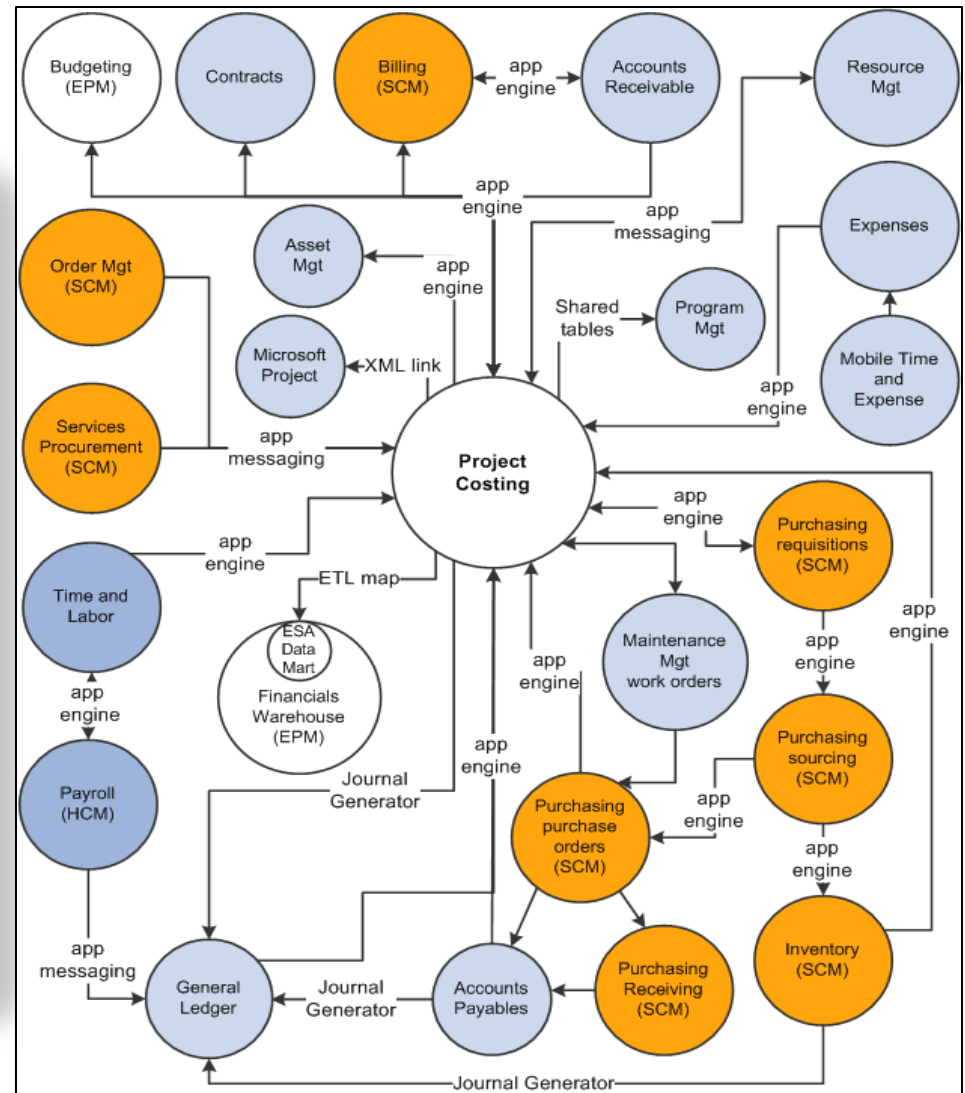 Budgeting
(EPM)
Contracts
Billing
(SCM)
app
engine
Accounts
Receivable
Resource
Mgt
app
engine
app
messaging
Expenses
Order Mgt
(SCM)
Asset
Mgt
app
engine
Shared
tables
Program
Mgt
Microsoft
Project
XML link
Mobile Time
and
Expense
app
engine
Services
Procurement
(SCM)
app
messaging
Project
Costing
app
engine
Purchasing
requisitions
(SCM)
app
engine
Time and
Labor
ETL map
app
engine
ESA
Data
Mart
Financials
Warehouse
(EPM)
Maintenance
Mgt
work orders
app
engine
app
engine
app
engine
Payroll
(HCM)
Journal
Generator
app
engine
Purchasing
sourcing
(SCM)
app
engine
Purchasing
purchase
orders
(SCM)
app
engine
app
messaging
General
Ledger
Journal
Generator
Accounts
Payables
Purchasing
Receiving
(SCM)
Inventory
(SCM)
Journal Generator